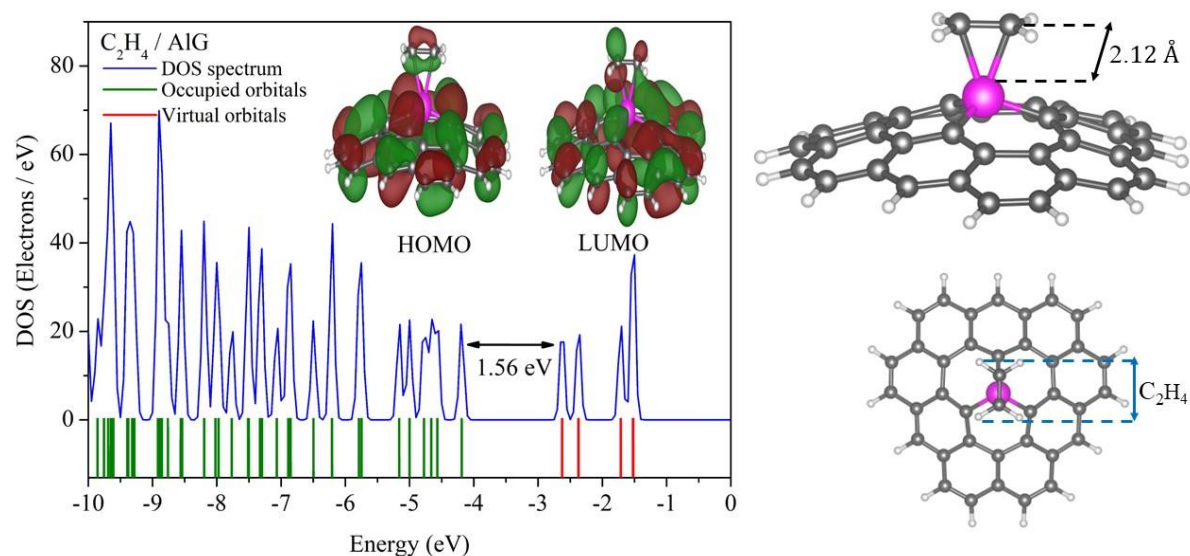 C₂H₄ / AlG
DOS spectrum
Occupied orbitals
Virtual orbitals
HOMO
LUMO
1.56 eV
DOS (Electrons / eV)
80
60
40
20
0
-10
-9
-8
-7
-6
-5
-4
-3
-2
-1
0
Energy (eV)
2.12 Å
C₂H₄